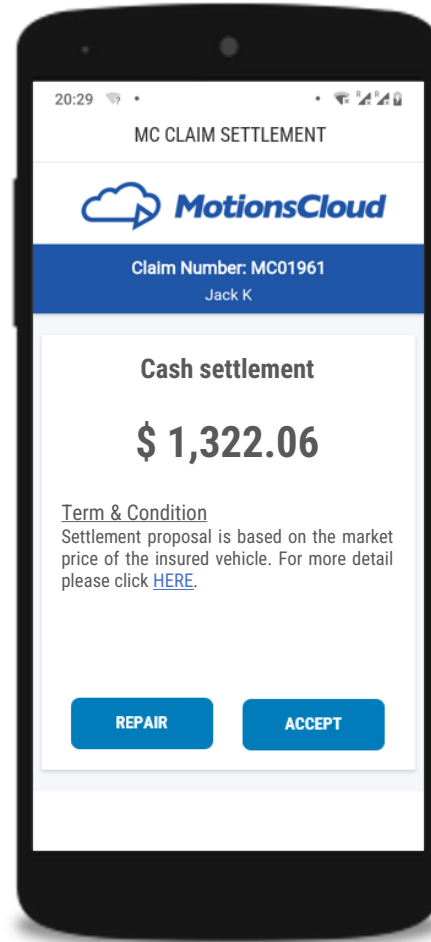 20:29
MC CLAIM SETTLEMENT
MotionsCloud
Claim Number: MC01961
Jack K
Cash settlement
$ 1,322.06
Term & Condition
Settlement proposal is based on the market
price of the insured vehicle. For more detail
please click HERE.
REPAIR ACCEPT